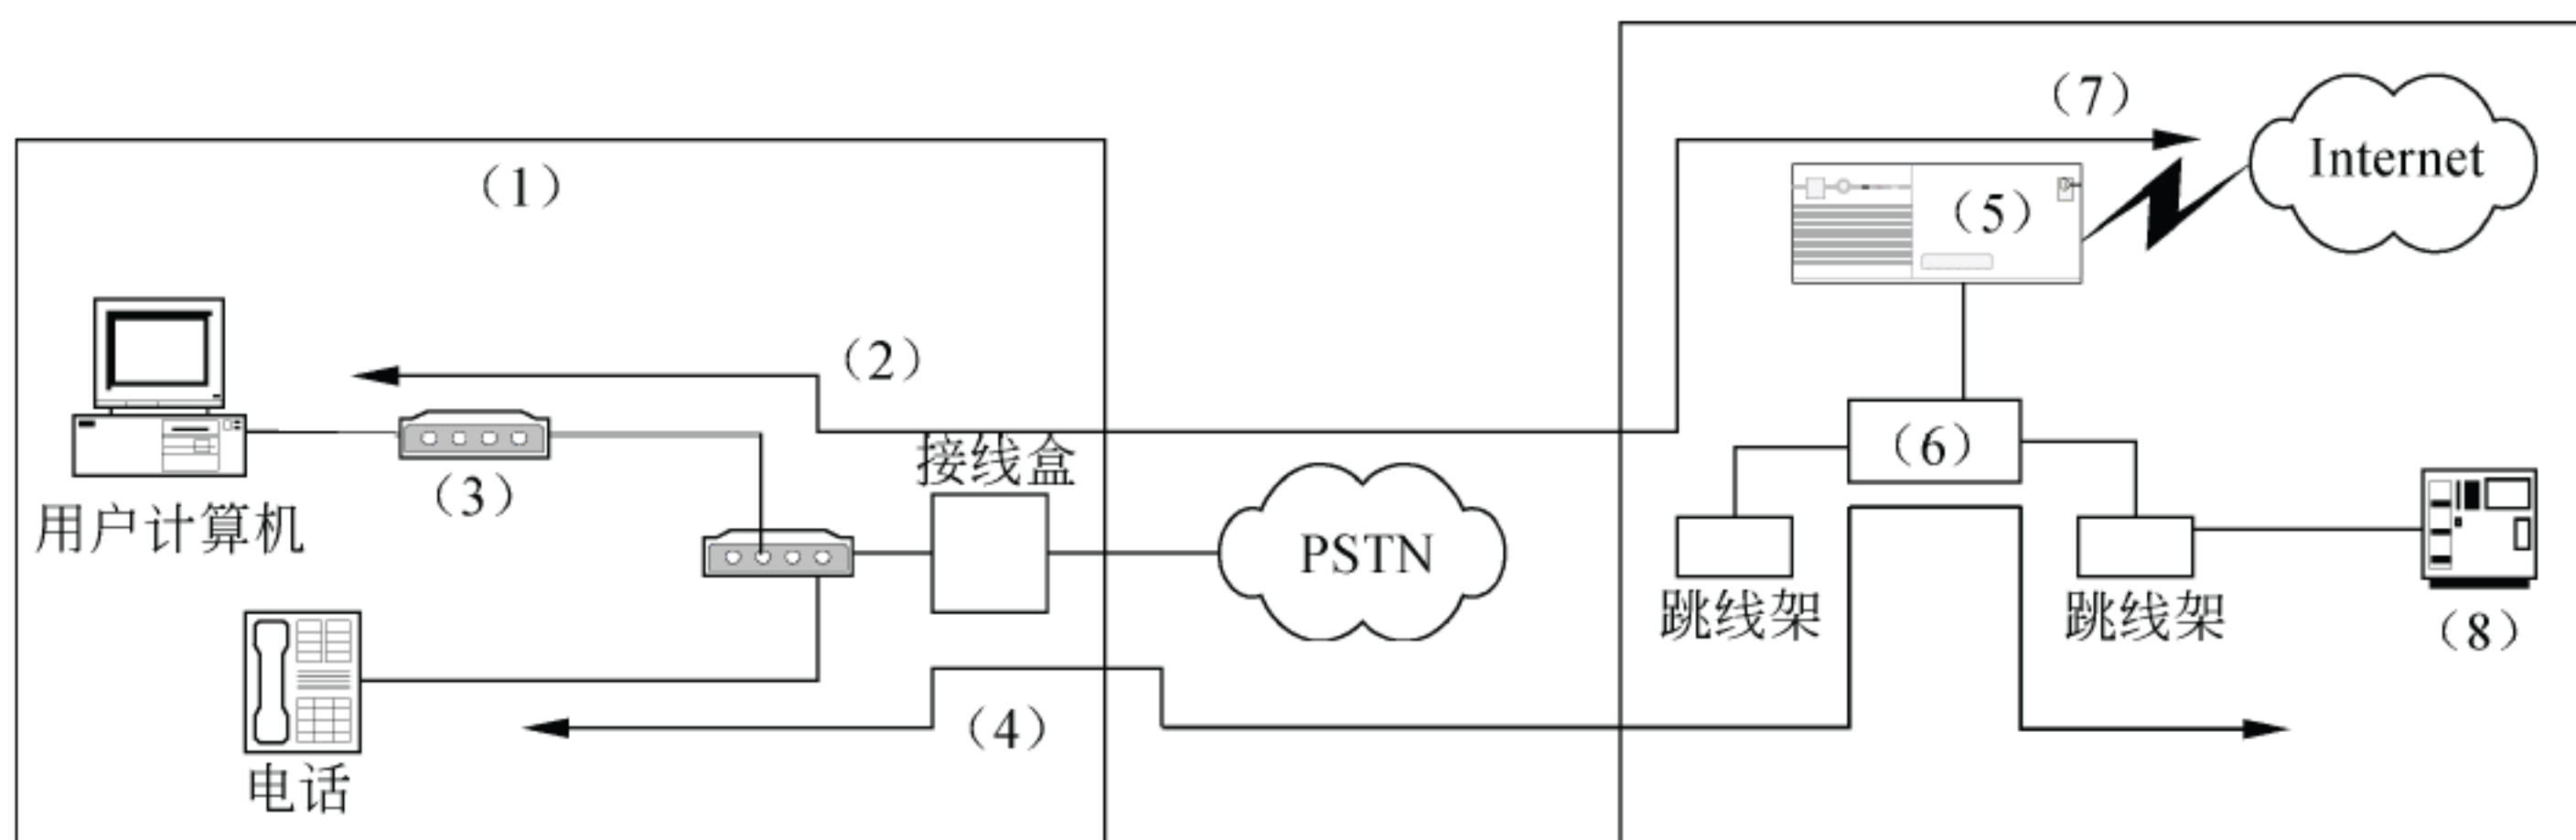 （7）
Internet
（1）
（5）
（2）
（6）
接线盒
（3）
用户计算机
PSTN
跳线架
跳线架
（8）
（4）
电话